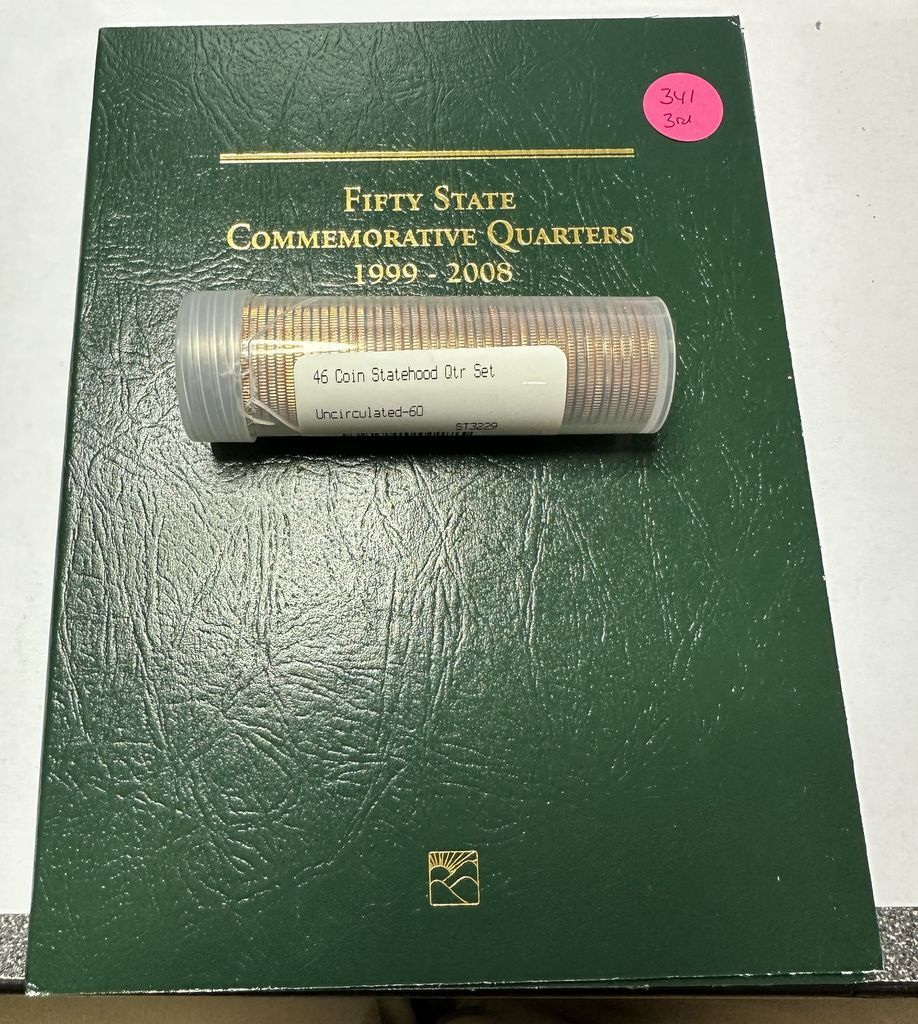 341
3rd
FIFTY STATE
COMMEMORATIVE QUARTERS
1999 - 2008
46 Coin Statehood Qtr Set
Uncirculated-60
ST3229